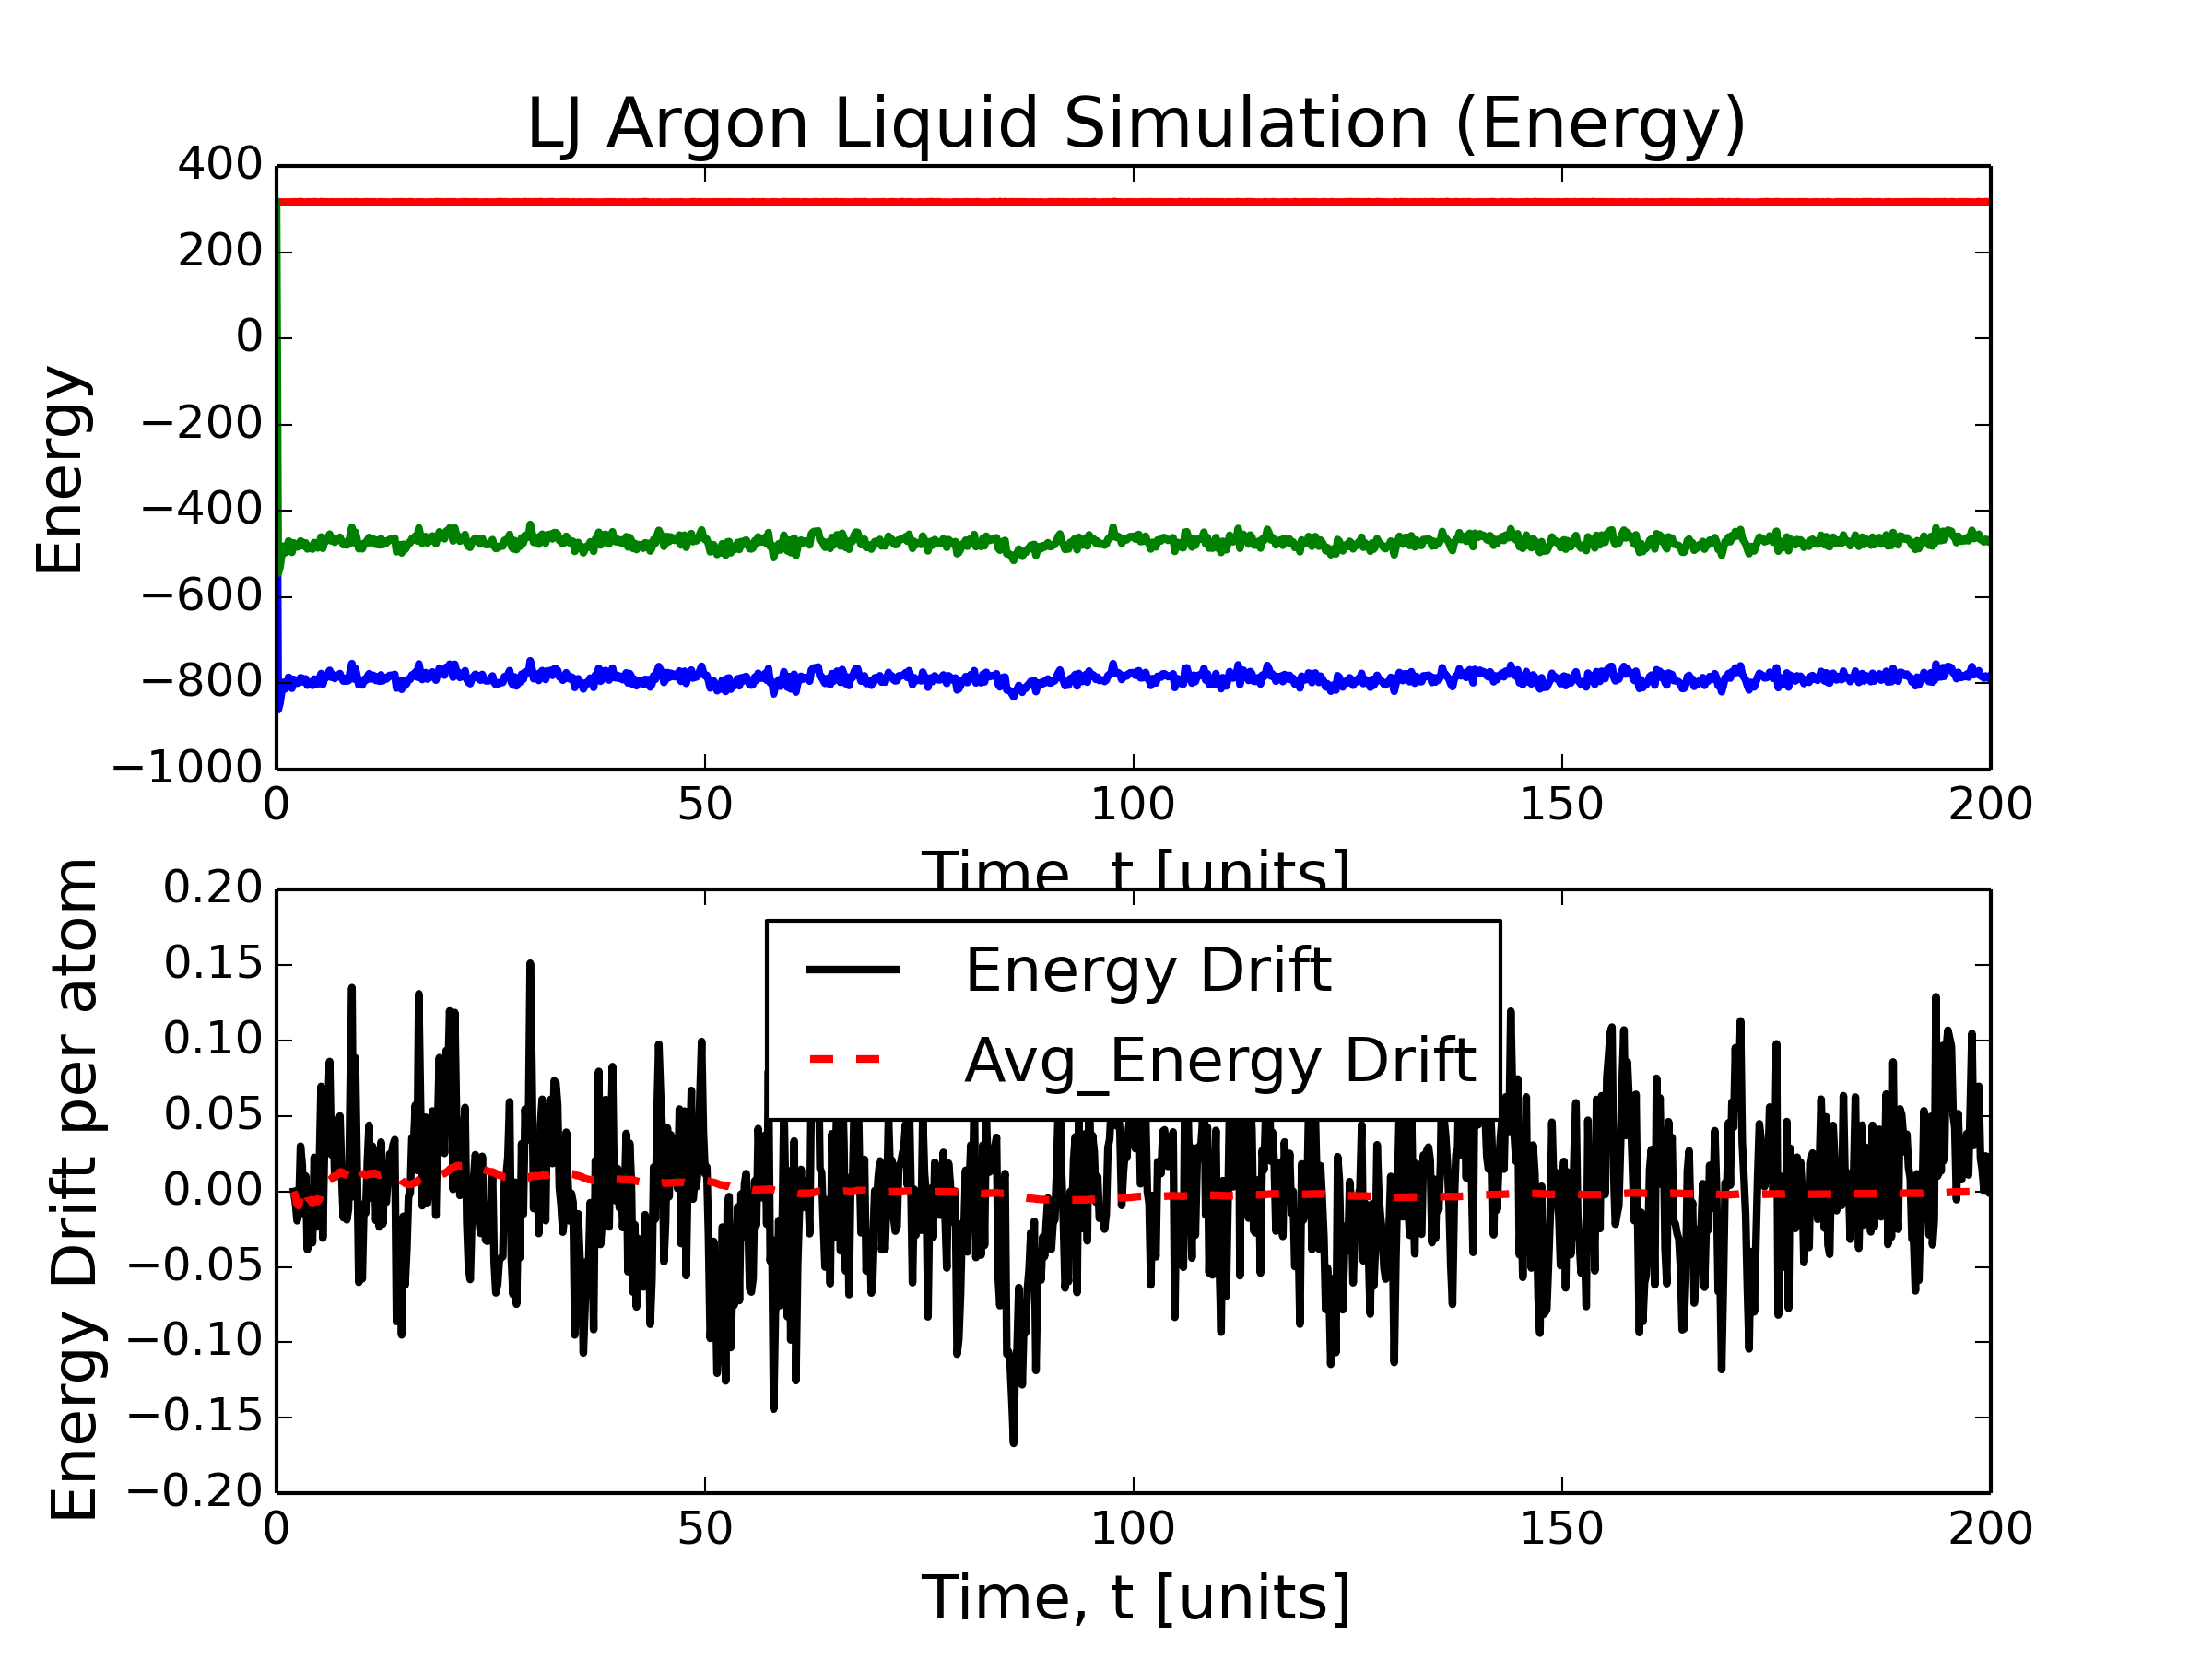 LJ Argon Liquid Simulation (Energy)
400
200
0
−200
−400
−600
−800
−1000
Energy
0 50 100 150 200
Time, t [units]
0.20
0.15
0.10
0.05
0.00
−0.05
−0.10
−0.15
−0.20
Energy Drift per atom
Energy Drift
Avg_Energy Drift
0 50 100 150 200
Time, t [units]